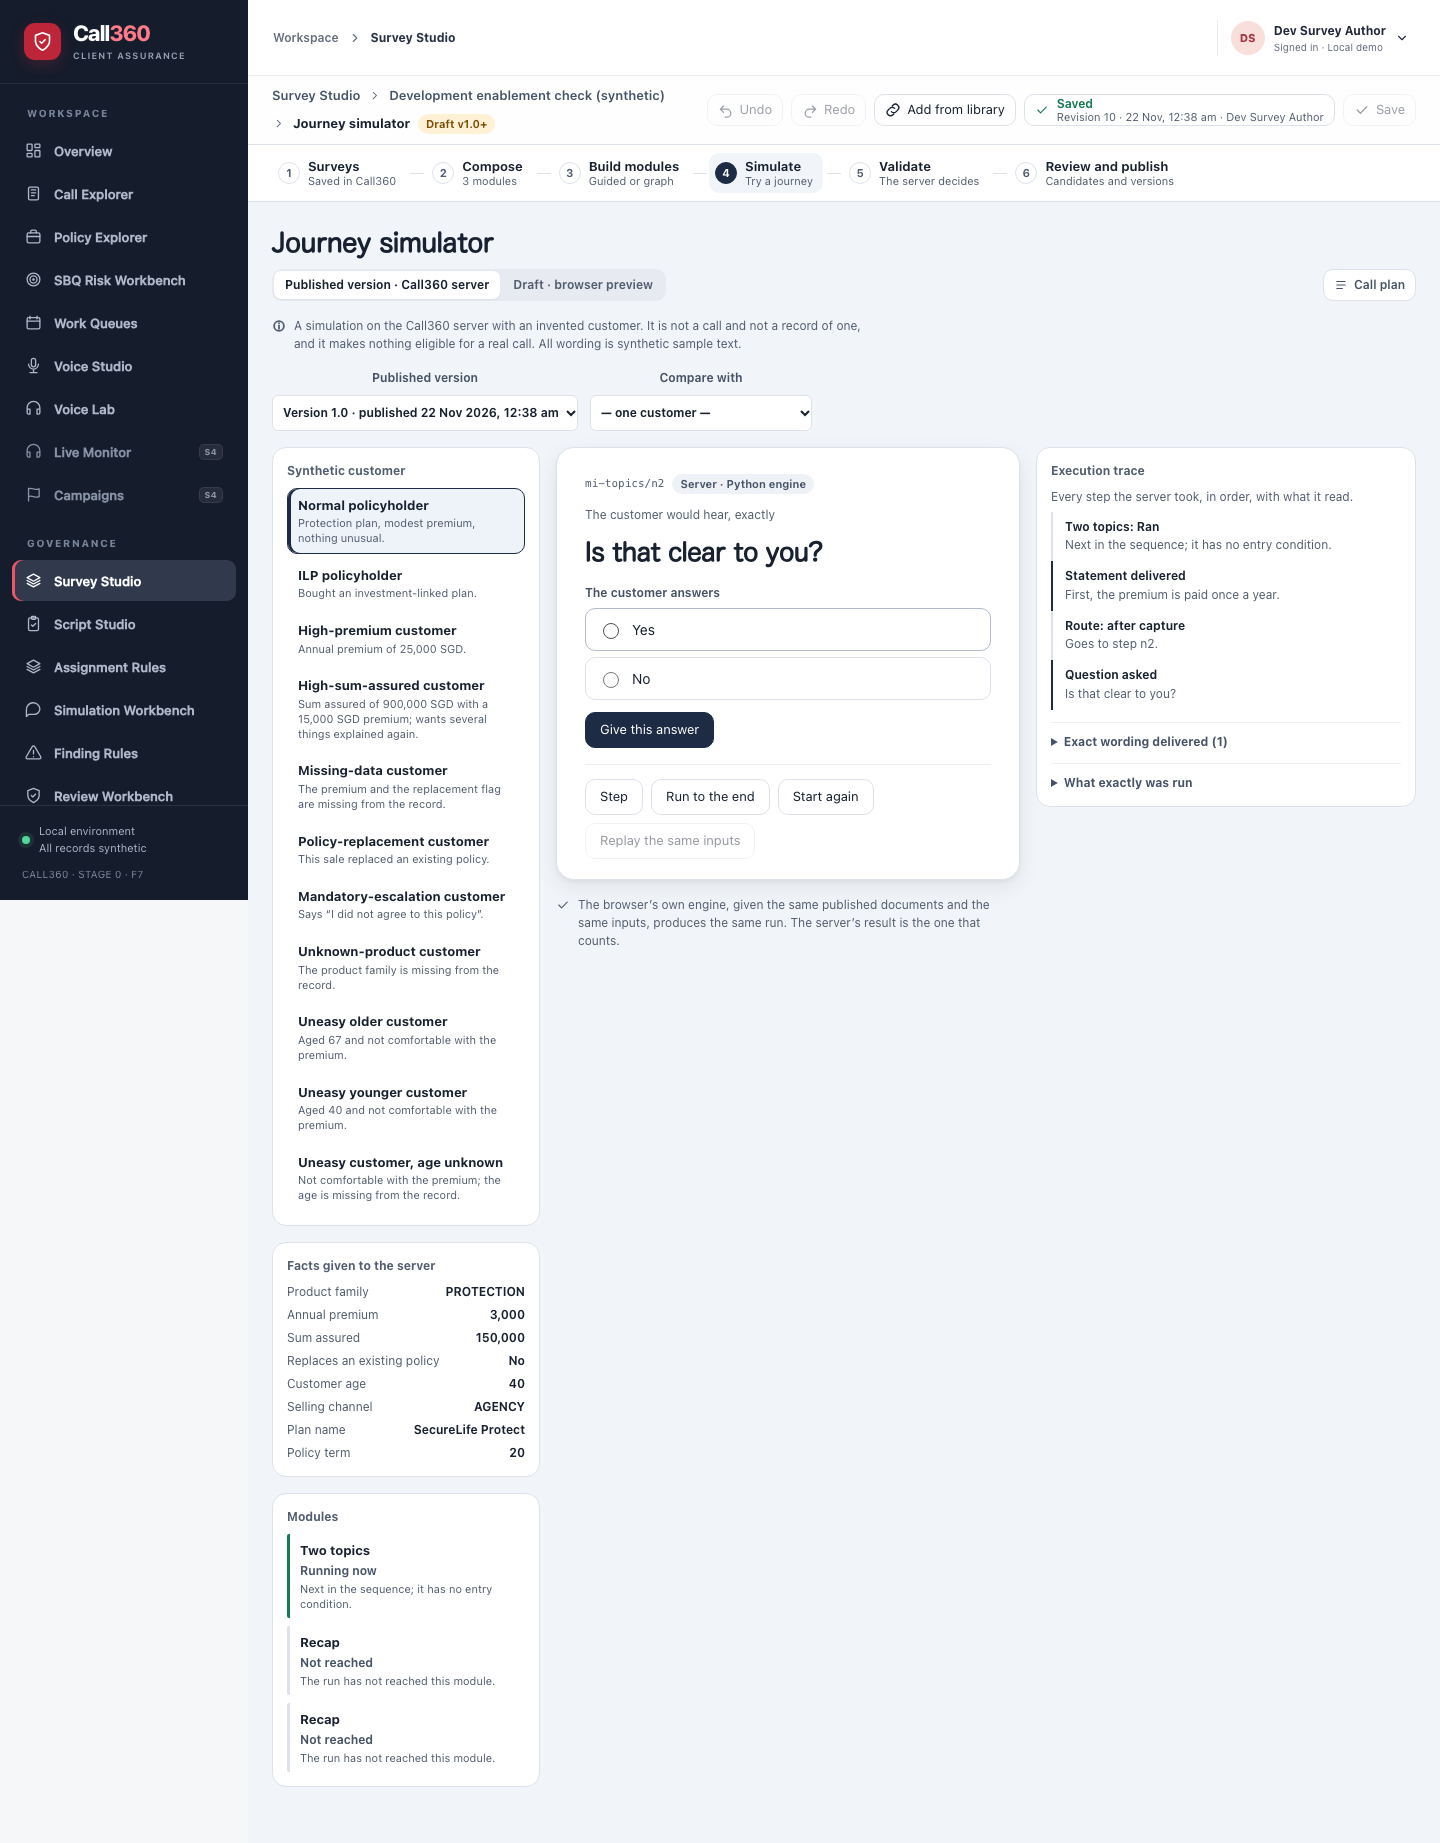 Call360
CLIENT ASSURANCE
WORKSPACE
Overview
Call Explorer
Policy Explorer
SBQ Risk Workbench
Work Queues
Voice Studio
Voice Lab
Live Monitor S4
Campaigns S4
GOVERNANCE
Survey Studio
Script Studio
Assignment Rules
Simulation Workbench
Finding Rules
Review Workbench
Local environment
All records synthetic
CALL360 · STAGE 0 · F7
Workspace > Survey Studio
DS
Dev Survey Author
Signed in · Local demo
Survey Studio > Development enablement check (synthetic)
> Journey simulator Draft v1.0+
Undo
Redo
Add from library
Saved
Revision 10 · 22 Nov, 12:38 am · Dev Survey Author
Save
1 Surveys
Saved in Call360
2 Compose
3 modules
3 Build modules
Guided or graph
4 Simulate
Try a journey
5 Validate
The server decides
6 Review and publish
Candidates and versions
Journey simulator
Published version · Call360 server
Draft · browser preview
Call plan
A simulation on the Call360 server with an invented customer. It is not a call and not a record of one,
and it makes nothing eligible for a real call. All wording is synthetic sample text.
Published version
Version 1.0 · published 22 Nov 2026, 12:38 am
Compare with
— one customer —
Synthetic customer
Normal policyholder
Protection plan, modest premium,
nothing unusual.
ILP policyholder
Bought an investment-linked plan.
High-premium customer
Annual premium of 25,000 SGD.
High-sum-assured customer
Sum assured of 900,000 SGD with a
15,000 SGD premium; wants several
things explained again.
Missing-data customer
The premium and the replacement flag
are missing from the record.
Policy-replacement customer
This sale replaced an existing policy.
Mandatory-escalation customer
Says “I did not agree to this policy”.
Unknown-product customer
The product family is missing from the
record.
Uneasy older customer
Aged 67 and not comfortable with the
premium.
Uneasy younger customer
Aged 40 and not comfortable with the
premium.
Uneasy customer, age unknown
Not comfortable with the premium; the
age is missing from the record.
Facts given to the server
Product family PROTECTION
Annual premium 3,000
Sum assured 150,000
Replaces an existing policy No
Customer age 40
Selling channel AGENCY
Plan name SecureLife Protect
Policy term 20
Modules
Two topics
Running now
Next in the sequence; it has no entry
condition.
Recap
Not reached
The run has not reached this module.
Recap
Not reached
The run has not reached this module.
mi-topics/n2 Server · Python engine
The customer would hear, exactly
Is that clear to you?
The customer answers
Yes
No
Give this answer
Step
Run to the end
Start again
Replay the same inputs
The browser’s own engine, given the same published documents and the
same inputs, produces the same run. The server’s result is the one that
counts.
Execution trace
Every step the server took, in order, with what it read.
Two topics: Ran
Next in the sequence; it has no entry condition.
Statement delivered
First, the premium is paid once a year.
Route: after capture
Goes to step n2.
Question asked
Is that clear to you?
Exact wording delivered (1)
What exactly was run